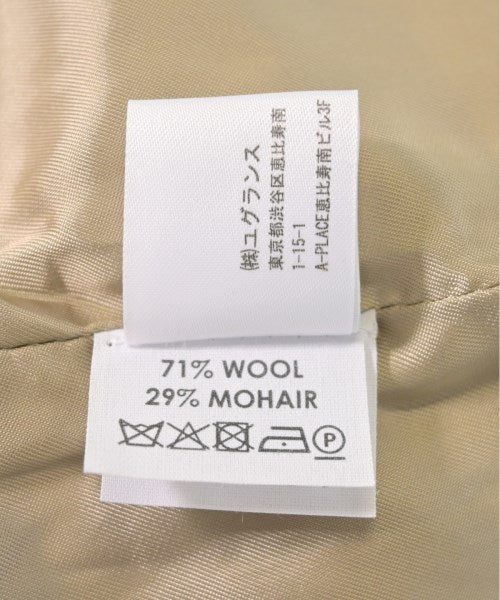 (株)ユグランス
東京都渋谷区恵比寿南
1-15-1
A-PLACE恵比寿南ビル3F
71% WOOL
29% MOHAIR
P